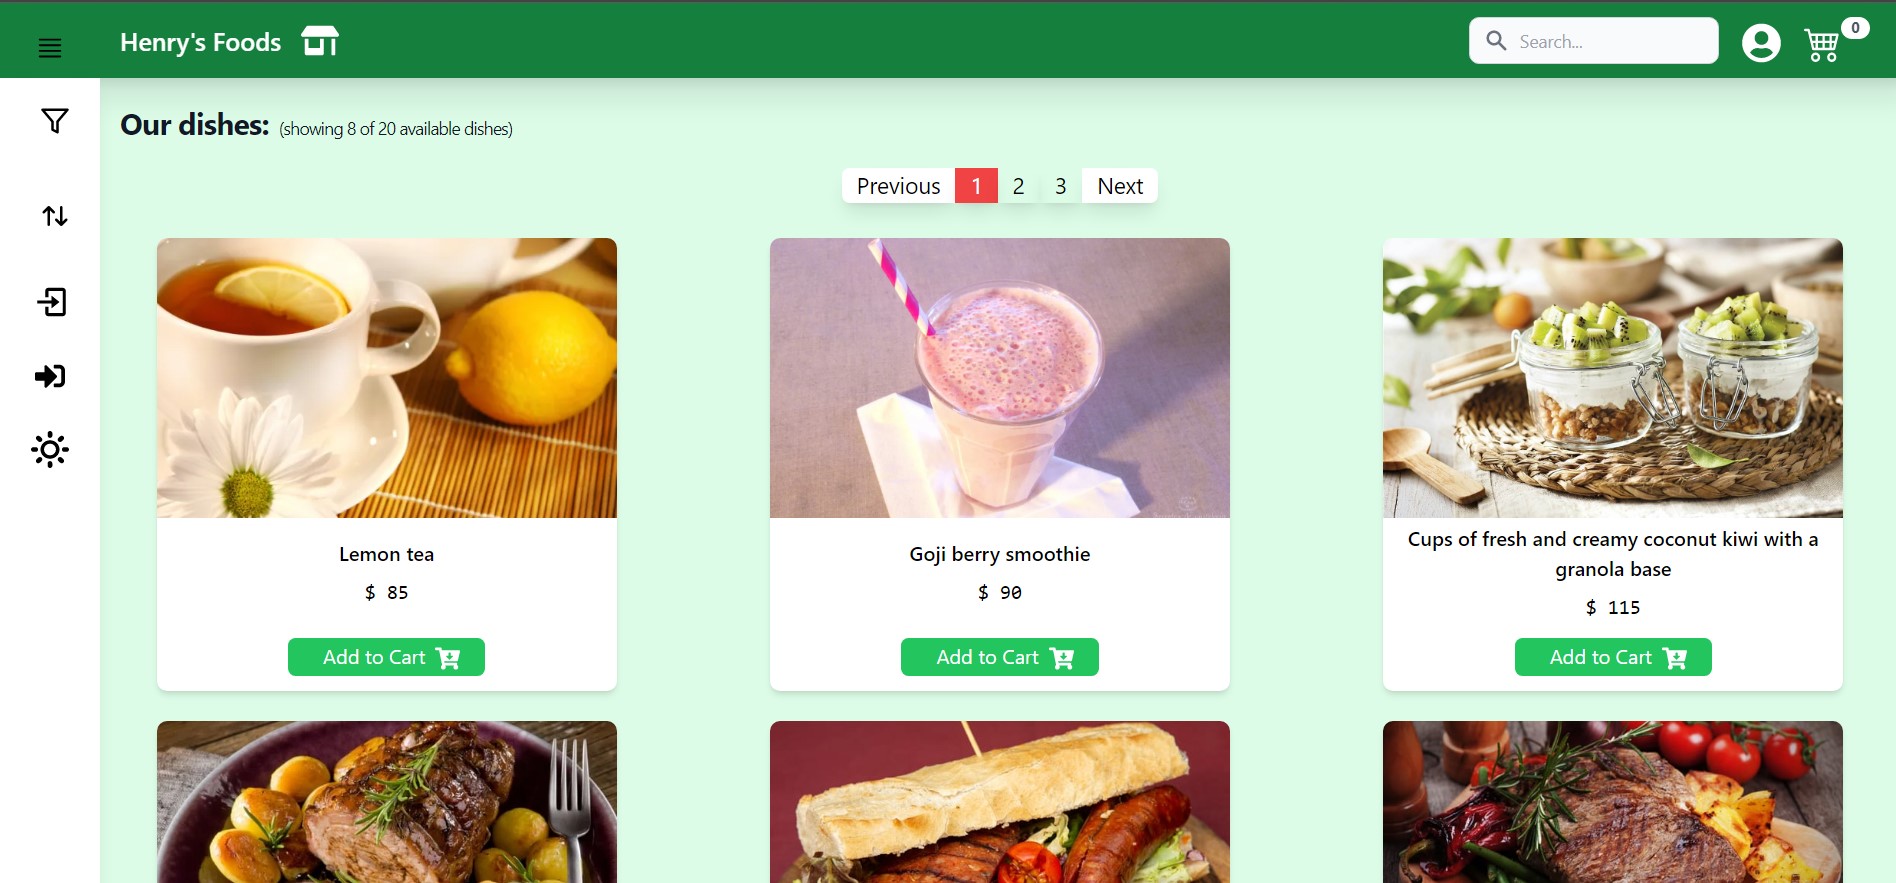 Henry's Foods
Search...
0
Our dishes: (showing 8 of 20 available dishes)
Previous 1 2 3 Next
Lemon tea
$ 85
Add to Cart
Goji berry smoothie
$ 90
Add to Cart
Cups of fresh and creamy coconut kiwi with a
granola base
$ 115
Add to Cart